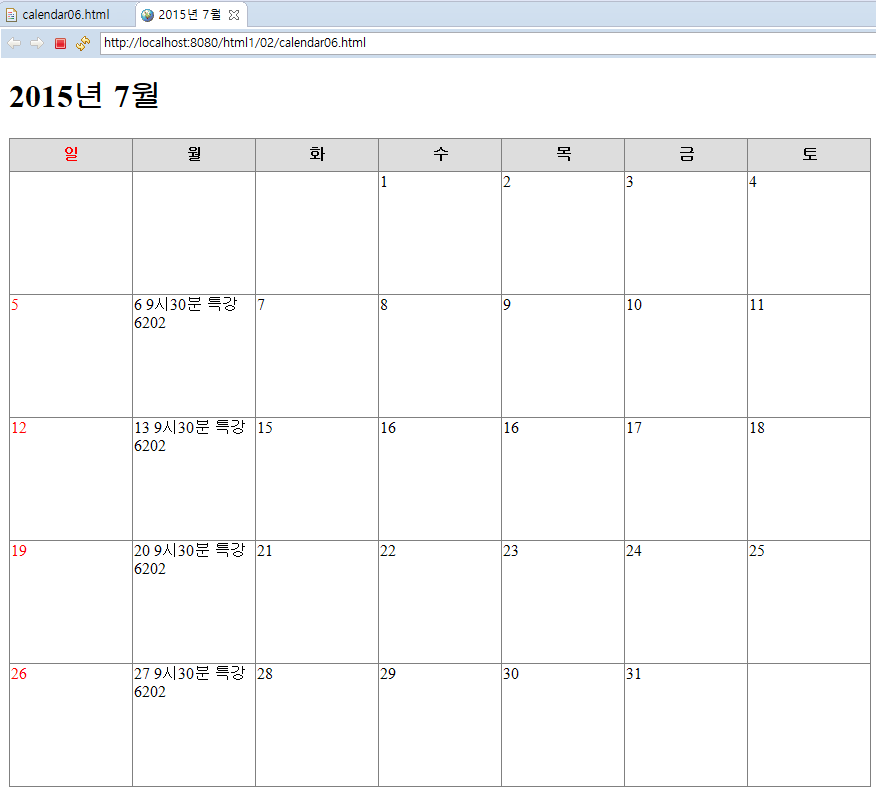 calendar06.html 2015년 7월
http://localhost:8080/html1/02/calendar06.html
2015년 7월
일 월 화 수 목 금 토
1 2 3 4
5 6 9시30분 특강 7 8 9 10 11
6202
12 13 9시30분 특강 15 16 16 17 18
6202
19 20 9시30분 특강 21 22 23 24 25
6202
26 27 9시30분 특강 28 29 30 31
6202